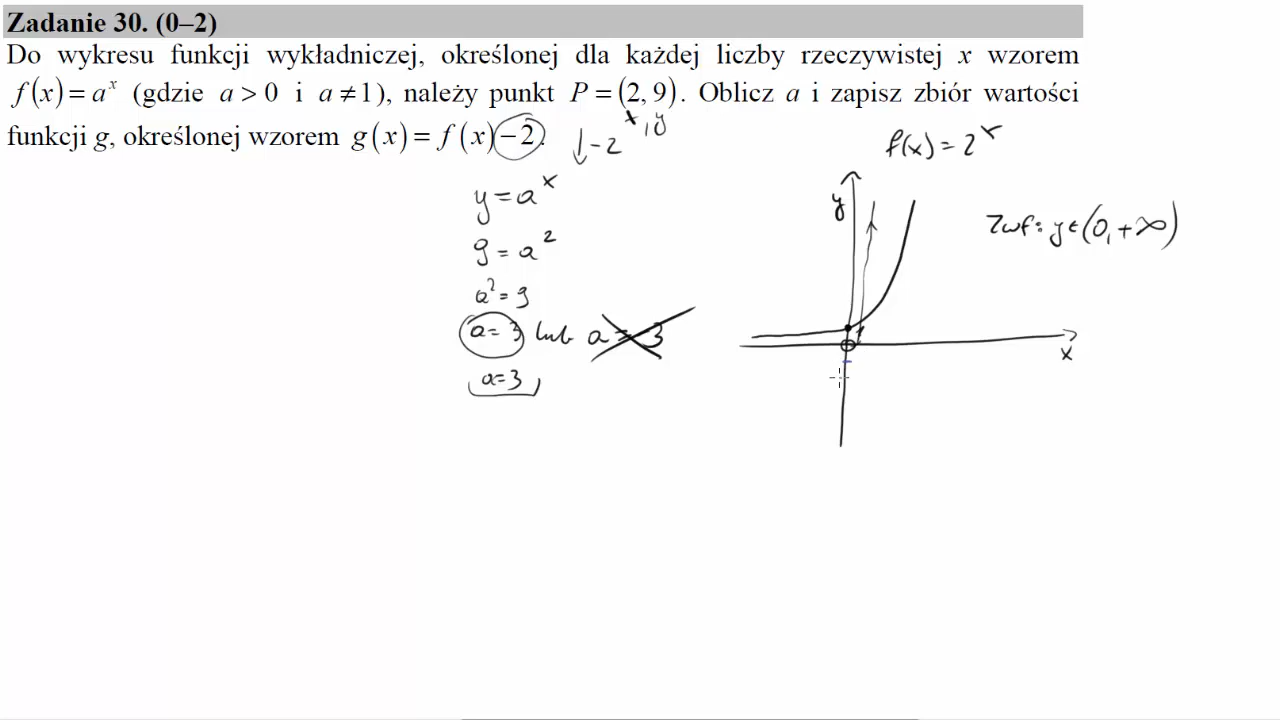 Zadanie 30. (0–2)
Do wykresu funkcji wykładniczej, określonej dla każdej liczby rzeczywistej x wzorem
f(x) = a^x (gdzie a > 0 i a ≠ 1), należy punkt P = (2, 9). Oblicz a i zapisz zbiór wartości
funkcji g, określonej wzorem g(x) = f(x) − 2.
x, y
↓ −2
f(x) = 2^x
y = a^x
y
Zwf: y ∈ (0, +∞)
9 = a^2
a^2 = 9
a = 3 lub a = −3
1
x
a = 3